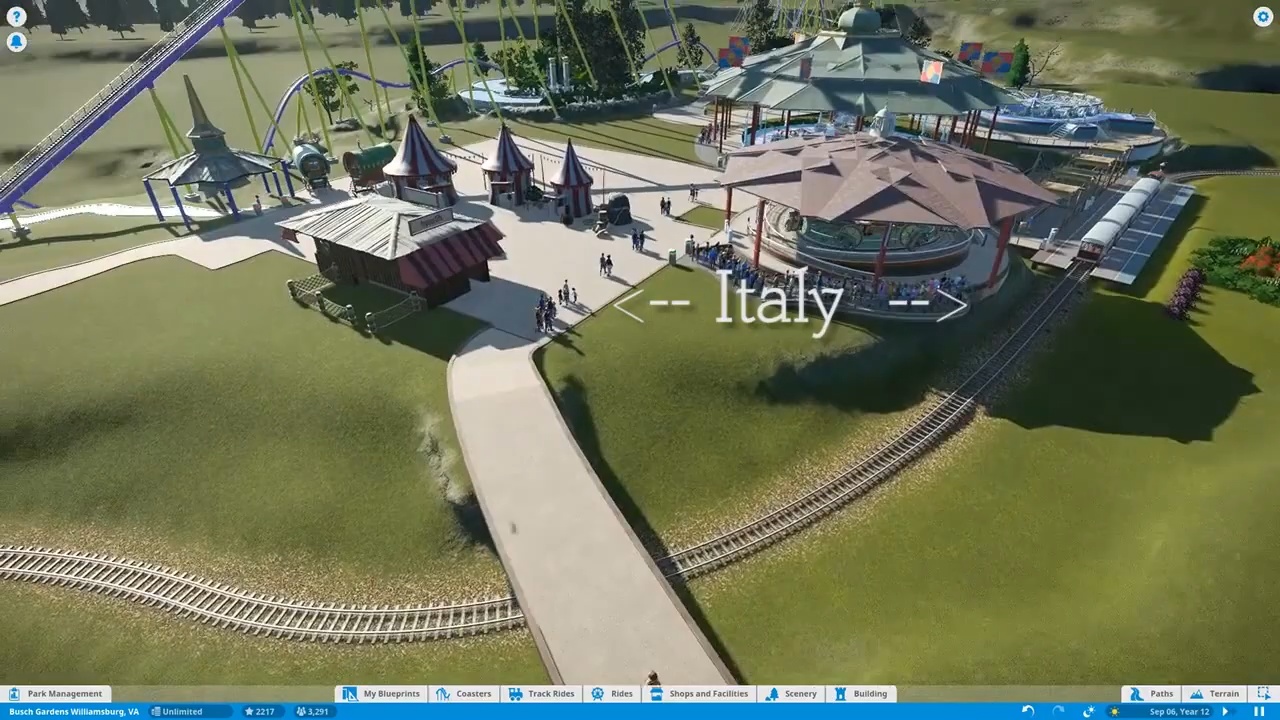 ?
<-- Italy -->
Park Management
My Blueprints
Coasters
Track Rides
Rides
Shops and Facilities
Scenery
Building
Paths
Terrain
Busch Gardens Williamsburg, VA
Unlimited
2217
3,291
Sep 06, Year 12